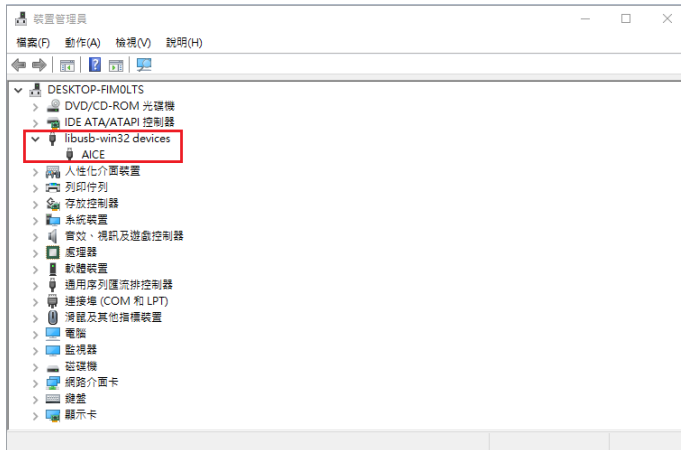 裝置管理員
檔案(F) 動作(A) 檢視(V) 說明(H)
DESKTOP-FIM0LTS
DVD/CD-ROM 光碟機
IDE ATA/ATAPI 控制器
libusb-win32 devices
AICE
人性化介面裝置
列印佇列
存放控制器
系統裝置
音效、視訊及遊戲控制器
處理器
軟體裝置
通用序列匯流排控制器
連接埠 (COM 和 LPT)
滑鼠及其他指標裝置
電腦
監視器
磁碟機
網路介面卡
鍵盤
顯示卡